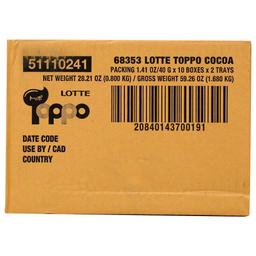 51110241
68353 LOTTE TOPPO COCOA
PACKING 1.41 OZ/40 G x 10 BOXES x 2 TRAYS
NET WEIGHT 28.21 OZ (0.800 KG) / GROSS WEIGHT 59.26 OZ (1.680 KG)
LOTTE
Toppo
20840143700191
DATE CODE
USE BY / CAD
COUNTRY